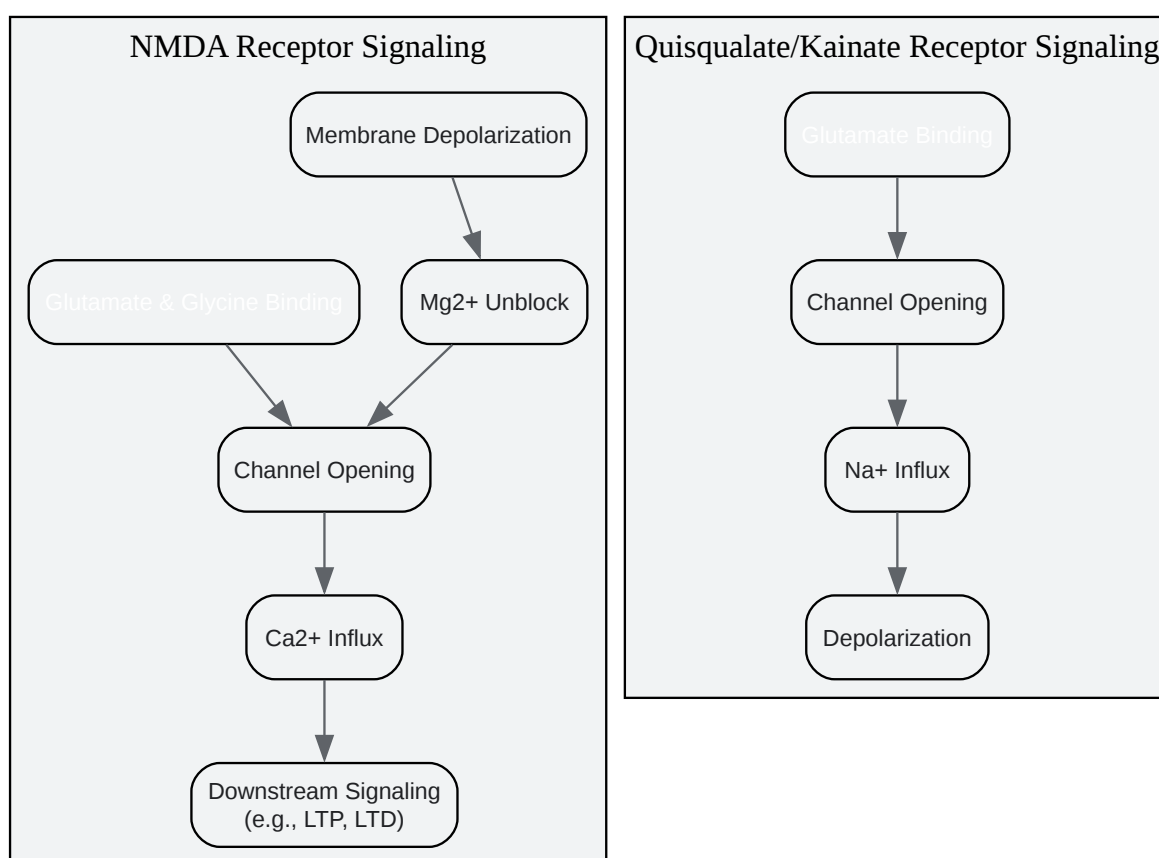 NMDA Receptor Signaling
Membrane Depolarization
Glutamate & Glycine Binding
Mg2+ Unblock
Channel Opening
Ca2+ Influx
Downstream Signaling
(e.g., LTP, LTD)
Quisqualate/Kainate Receptor Signaling
Glutamate Binding
Channel Opening
Na+ Influx
Depolarization